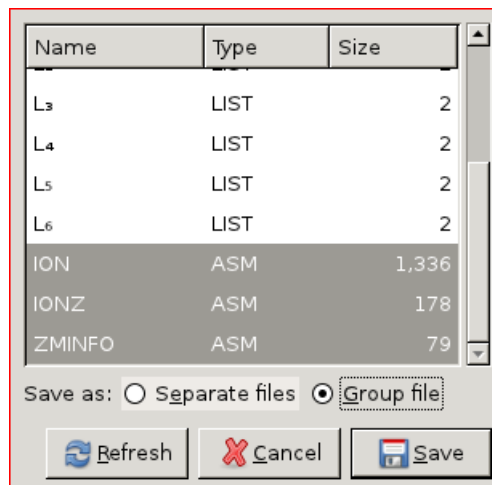 Name Type Size
L₃ LIST 2
L₄ LIST 2
L₅ LIST 2
L₆ LIST 2
ION ASM 1,336
IONZ ASM 178
ZMINFO ASM 79
Save as: Separate files Group file
Refresh Cancel Save